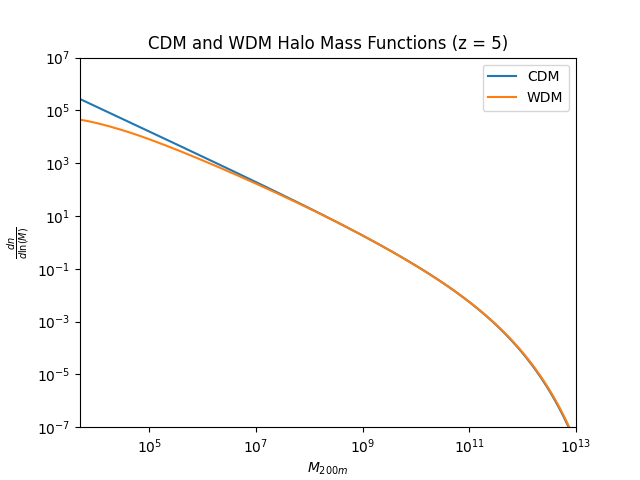 CDM and WDM Halo Mass Functions (z = 5)
10^7
10^5
10^3
10^1
10^-1
10^-3
10^-5
10^-7
dn
dln(M)
CDM
WDM
10^5
10^7
10^9
10^11
10^13
M_200m